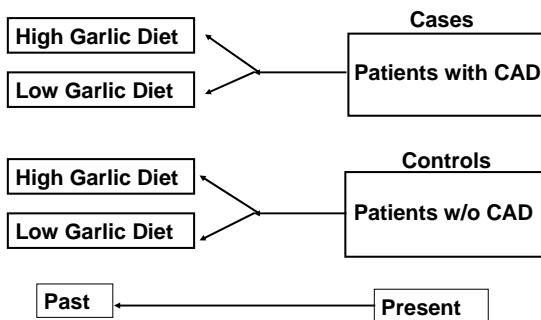 Cases
High Garlic Diet
Patients with CAD
Low Garlic Diet
Controls
High Garlic Diet
Patients w/o CAD
Low Garlic Diet
Past
Present